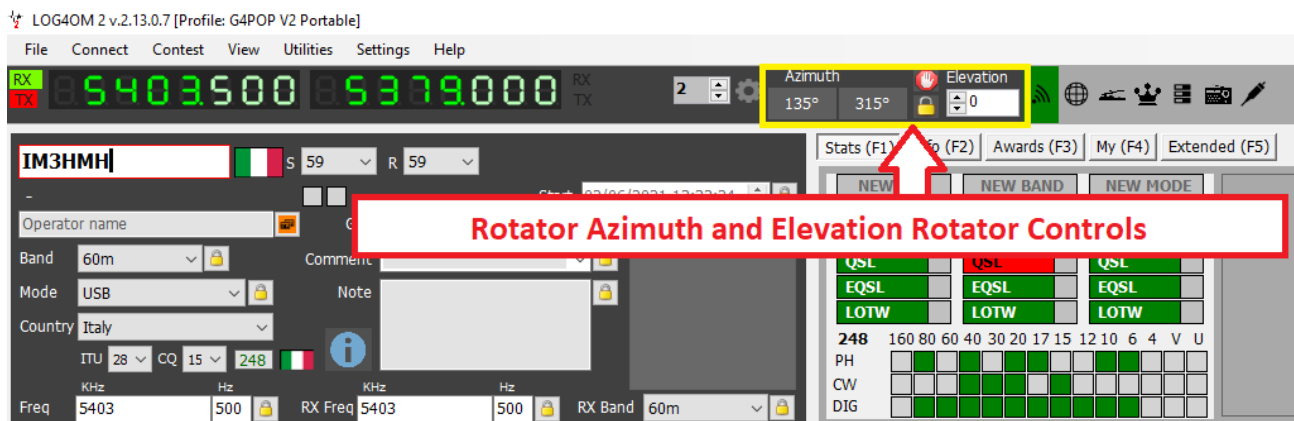 LOG4OM 2 v.2.13.0.7 [Profile: G4POP V2 Portable]
File Connect Contest View Utilities Settings Help
RX 5403.500 5379.000 RX 2 Azimuth Elevation
TX TX 135° 315° 0
IM3HMH S 59 R 59
Stats (F1) (F2) Awards (F3) My (F4) Extended (F5)
- Start
NEW NEW BAND NEW MODE
Operator name
Rotator Azimuth and Elevation Rotator Controls
Band 60m Comment
QSL QSL QSL
Mode USB Note
EQSL EQSL EQSL
Country Italy
LOTW LOTW LOTW
ITU 28 CQ 15 248
248 160 80 60 40 30 20 17 15 12 10 6 4 V U
PH
CW
DIG
KHz Hz KHz Hz
Freq 5403 500 RX Freq 5403 500 RX Band 60m